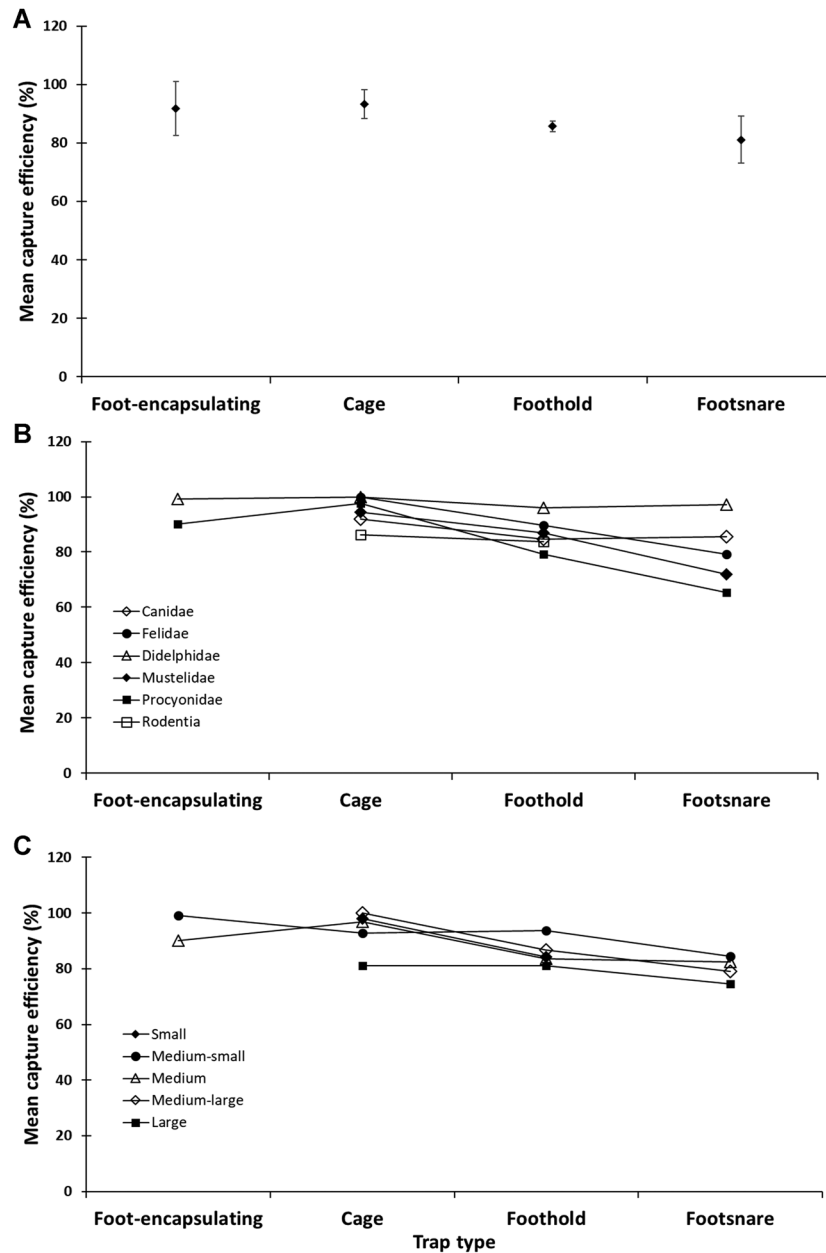 A
Mean capture efficiency (%)
120
100
80
60
40
20
0
Foot-encapsulating Cage Foothold Footsnare
B
Mean capture efficiency (%)
120
100
80
60
40
20
0
Canidae
Felidae
Didelphidae
Mustelidae
Procyonidae
Rodentia
Foot-encapsulating Cage Foothold Footsnare
C
Mean capture efficiency (%)
120
100
80
60
40
20
0
Small
Medium-small
Medium
Medium-large
Large
Foot-encapsulating Cage Foothold Footsnare
Trap type